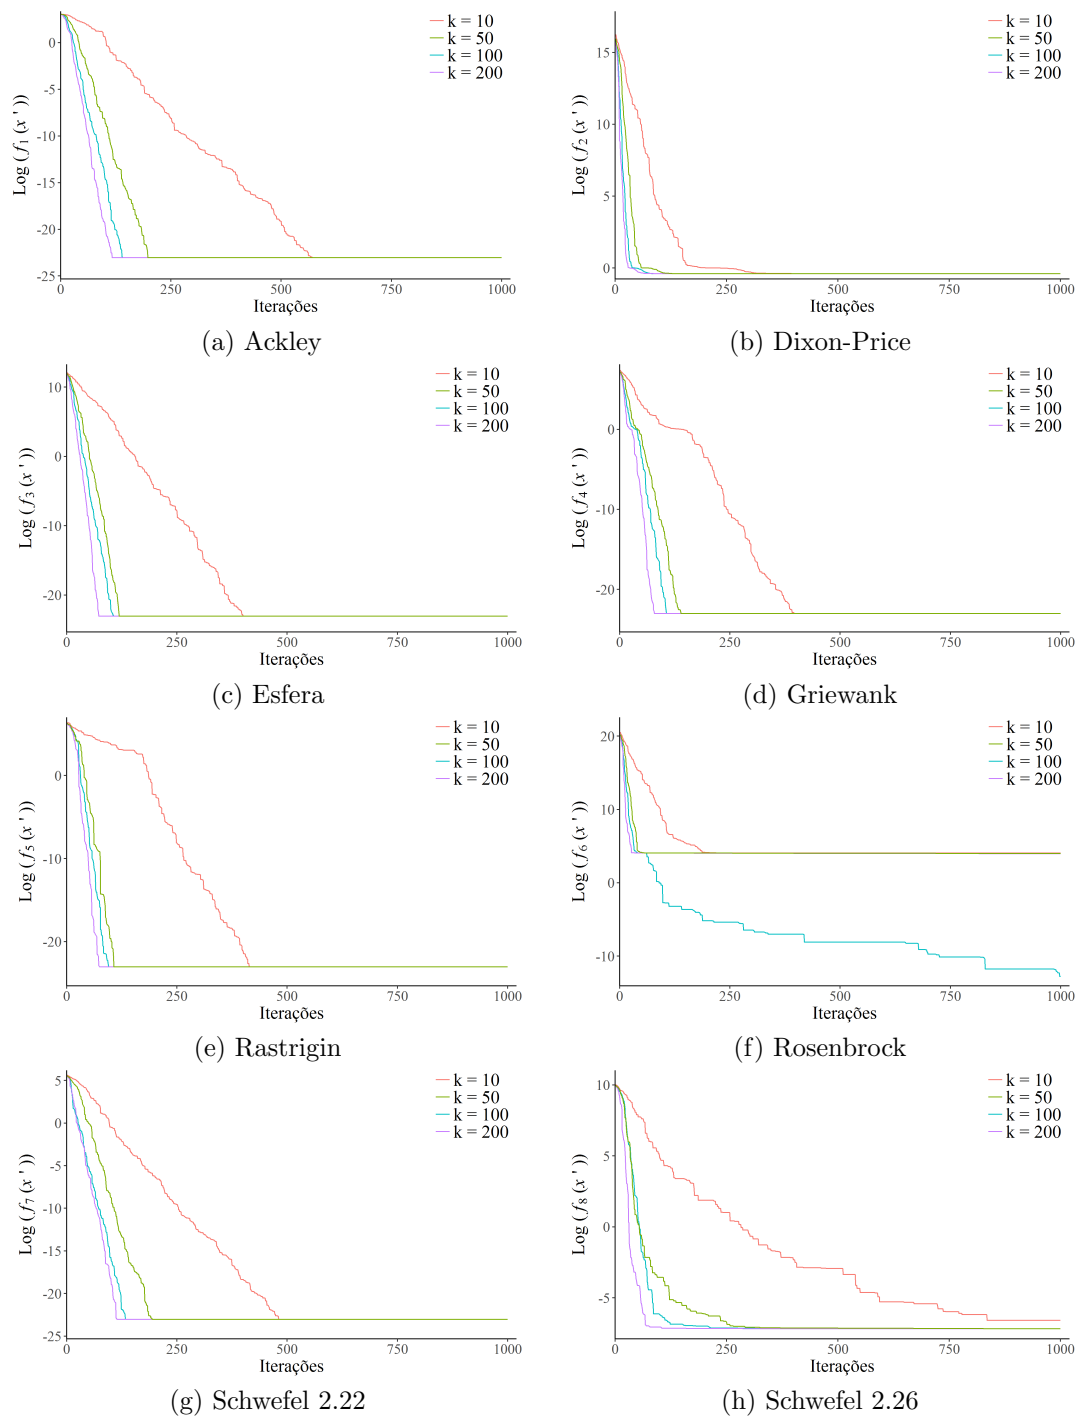 k = 10
k = 50
k = 100
k = 200
0
-5
-10
-15
-20
-25
Log ( f1 ( x ' ))
0
250
500
750
1000
Iterações
(a) Ackley
k = 10
k = 50
k = 100
k = 200
15
10
5
0
Log ( f2 ( x ' ))
0
250
500
750
1000
Iterações
(b) Dixon-Price
k = 10
k = 50
k = 100
k = 200
10
0
-10
-20
Log ( f3 ( x ' ))
0
250
500
750
1000
Iterações
(c) Esfera
k = 10
k = 50
k = 100
k = 200
0
-10
-20
Log ( f4 ( x ' ))
0
250
500
750
1000
Iterações
(d) Griewank
k = 10
k = 50
k = 100
k = 200
0
-10
-20
Log ( f5 ( x ' ))
0
250
500
750
1000
Iterações
(e) Rastrigin
k = 10
k = 50
k = 100
k = 200
20
10
0
-10
Log ( f6 ( x ' ))
0
250
500
750
1000
Iterações
(f) Rosenbrock
k = 10
k = 50
k = 100
k = 200
5
0
-5
-10
-15
-20
-25
Log ( f7 ( x ' ))
0
250
500
750
1000
Iterações
(g) Schwefel 2.22
k = 10
k = 50
k = 100
k = 200
10
5
0
-5
Log ( f8 ( x ' ))
0
250
500
750
1000
Iterações
(h) Schwefel 2.26